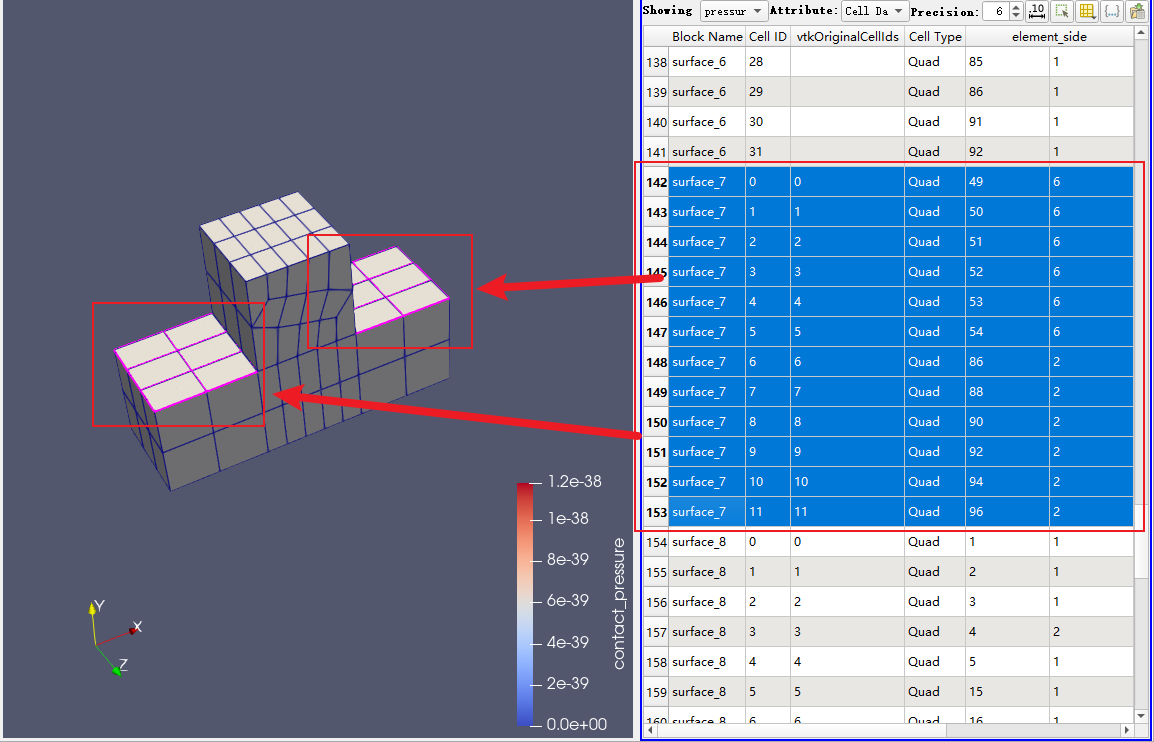 Showing pressur Attribute: Cell Da Precision: 6 .10 {..}
Block Name Cell ID vtkOriginalCellIds Cell Type element_side
138 surface_6 28 Quad 85 1
139 surface_6 29 Quad 86 1
140 surface_6 30 Quad 91 1
141 surface_6 31 Quad 92 1
142 surface_7 0 0 Quad 49 6
143 surface_7 1 1 Quad 50 6
144 surface_7 2 2 Quad 51 6
145 surface_7 3 3 Quad 52 6
146 surface_7 4 4 Quad 53 6
147 surface_7 5 5 Quad 54 6
148 surface_7 6 6 Quad 86 2
149 surface_7 7 7 Quad 88 2
150 surface_7 8 8 Quad 90 2
151 surface_7 9 9 Quad 92 2
152 surface_7 10 10 Quad 94 2
153 surface_7 11 11 Quad 96 2
154 surface_8 0 0 Quad 1 1
155 surface_8 1 1 Quad 2 1
156 surface_8 2 2 Quad 3 1
157 surface_8 3 3 Quad 4 2
158 surface_8 4 4 Quad 5 1
159 surface_8 5 5 Quad 15 1
160 surface_8 6 6 Quad 16 1
1.2e-38
1e-38
8e-39
6e-39
4e-39
2e-39
0.0e+00
contact_pressure
Y
X
Z